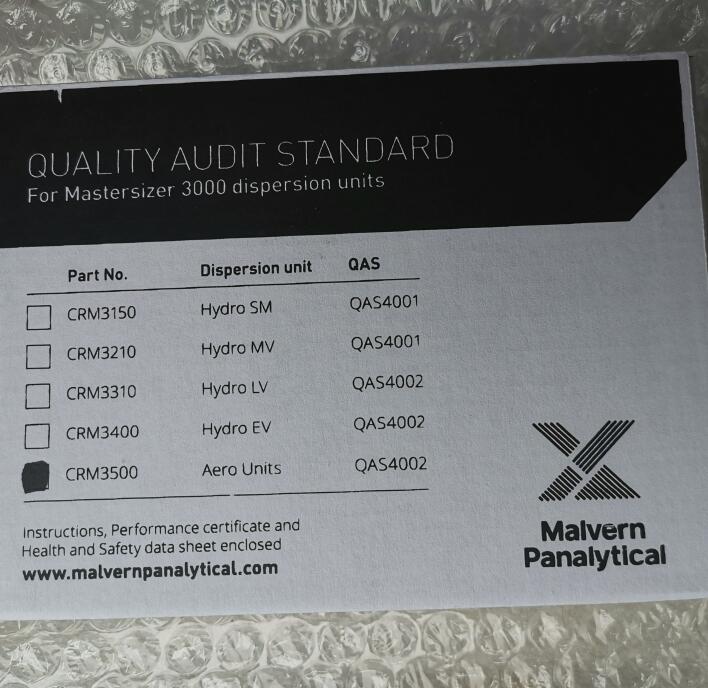 QUALITY AUDIT STANDARD
For Mastersizer 3000 dispersion units
Part No. Dispersion unit QAS
CRM3150 Hydro SM QAS4001
CRM3210 Hydro MV QAS4001
CRM3310 Hydro LV QAS4002
CRM3400 Hydro EV QAS4002
CRM3500 Aero Units QAS4002
Instructions, Performance certificate and
Health and Safety data sheet enclosed
www.malvernpanalytical.com
Malvern
Panalytical